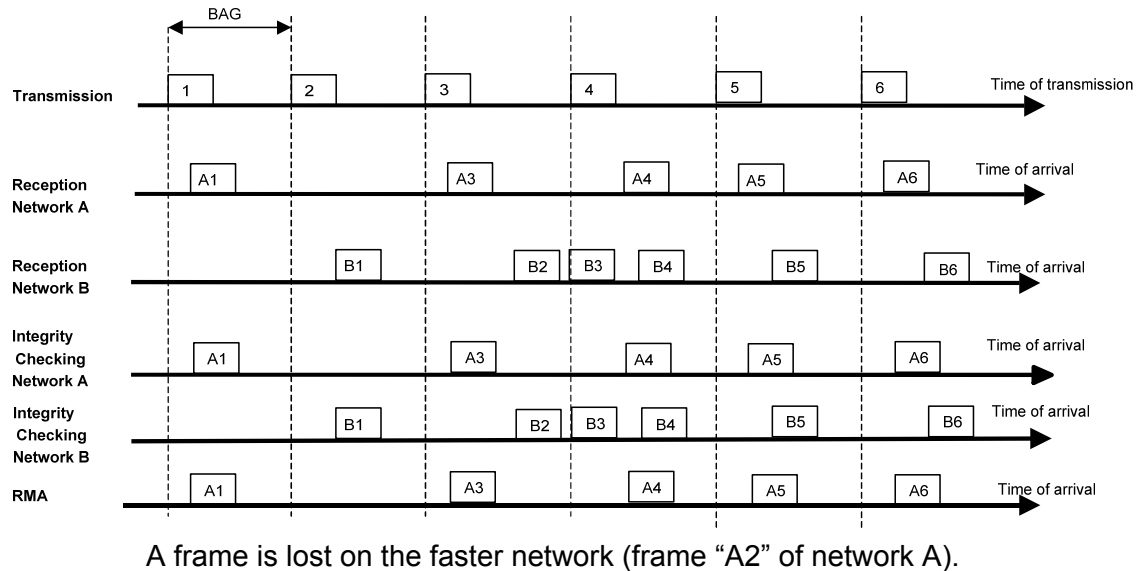 BAG
Transmission
1 2 3 4 5 6
Time of transmission
Reception
Network A
A1 A3 A4 A5 A6
Time of arrival
Reception
Network B
B1 B2 B3 B4 B5 B6
Time of arrival
Integrity
Checking
Network A
A1 A3 A4 A5 A6
Time of arrival
Integrity
Checking
Network B
B1 B2 B3 B4 B5 B6
Time of arrival
RMA
A1 A3 A4 A5 A6
Time of arrival
A frame is lost on the faster network (frame “A2” of network A).